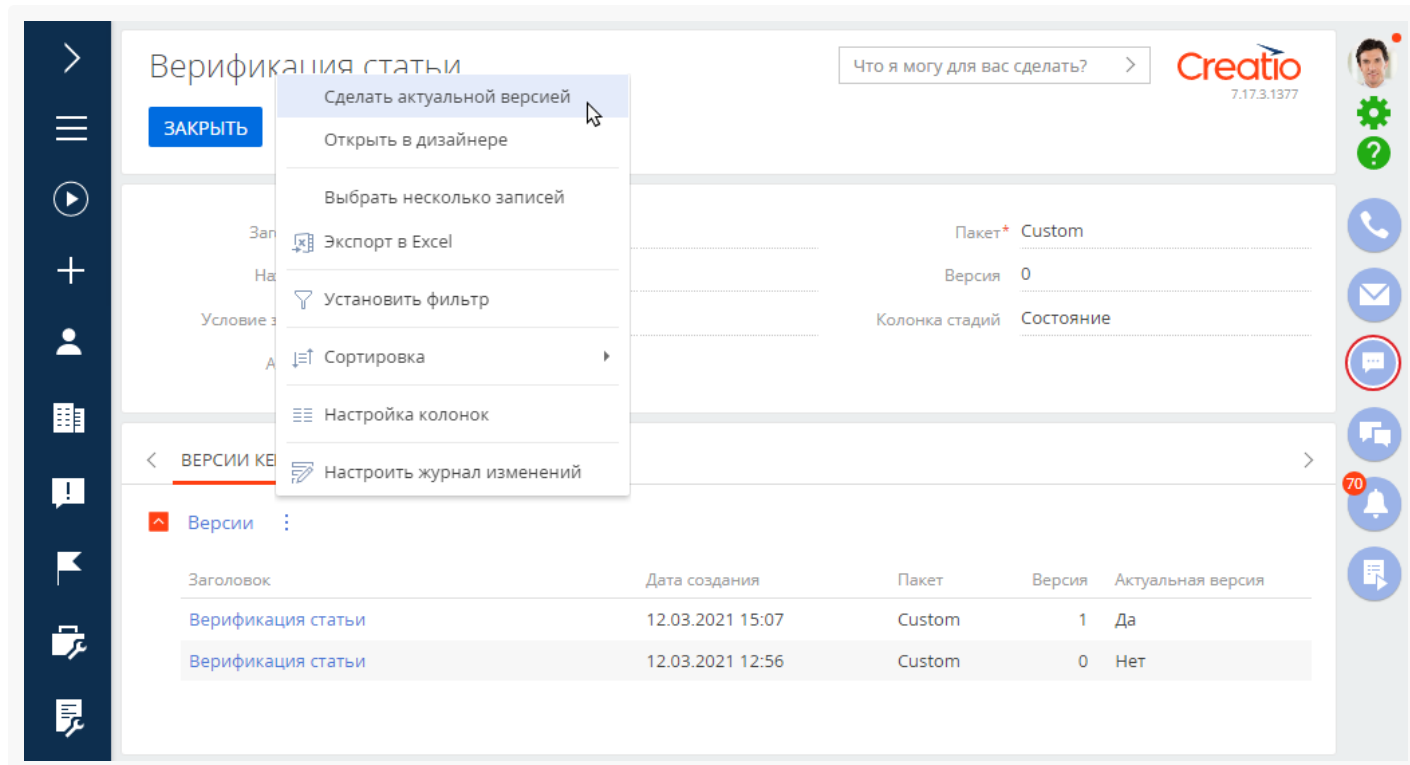 Верификация статьи
Что я могу для вас сделать?
Creatio
7.17.3.1377
ЗАКРЫТЬ
Сделать актуальной версией
Открыть в дизайнере
Выбрать несколько записей
Экспорт в Excel
Установить фильтр
Сортировка
Настройка колонок
Настроить журнал изменений
Пакет* Custom
Версия 0
Условие
Колонка стадий Состояние
ВЕРСИИ
70
Версии
Заголовок Дата создания Пакет Версия Актуальная версия
Верификация статьи 12.03.2021 15:07 Custom 1 Да
Верификация статьи 12.03.2021 12:56 Custom 0 Нет